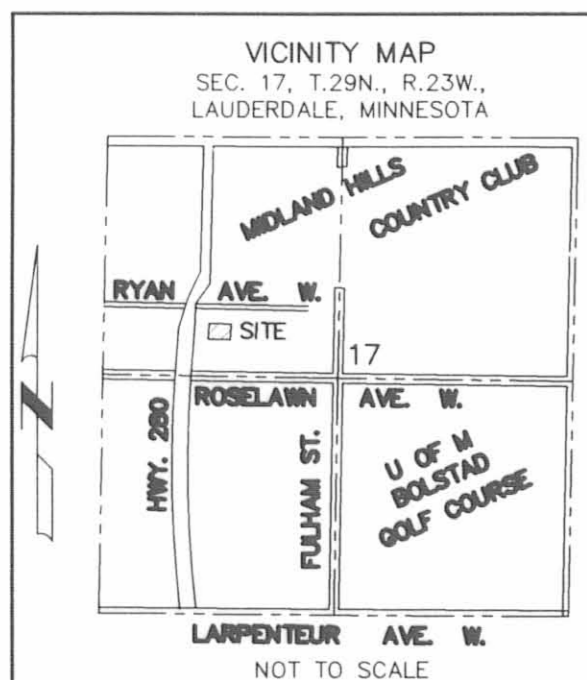 VICINITY MAP
SEC. 17, T.29N., R.23W.,
LAUDERDALE, MINNESOTA
MIDLAND HILLS
COUNTRY CLUB
RYAN AVE. W.
SITE
17
ROSELAWN AVE. W.
HWY. 280
FULHAM ST.
U OF M
BOLSTAD
GOLF COURSE
N
LARPENTEUR AVE. W.
NOT TO SCALE